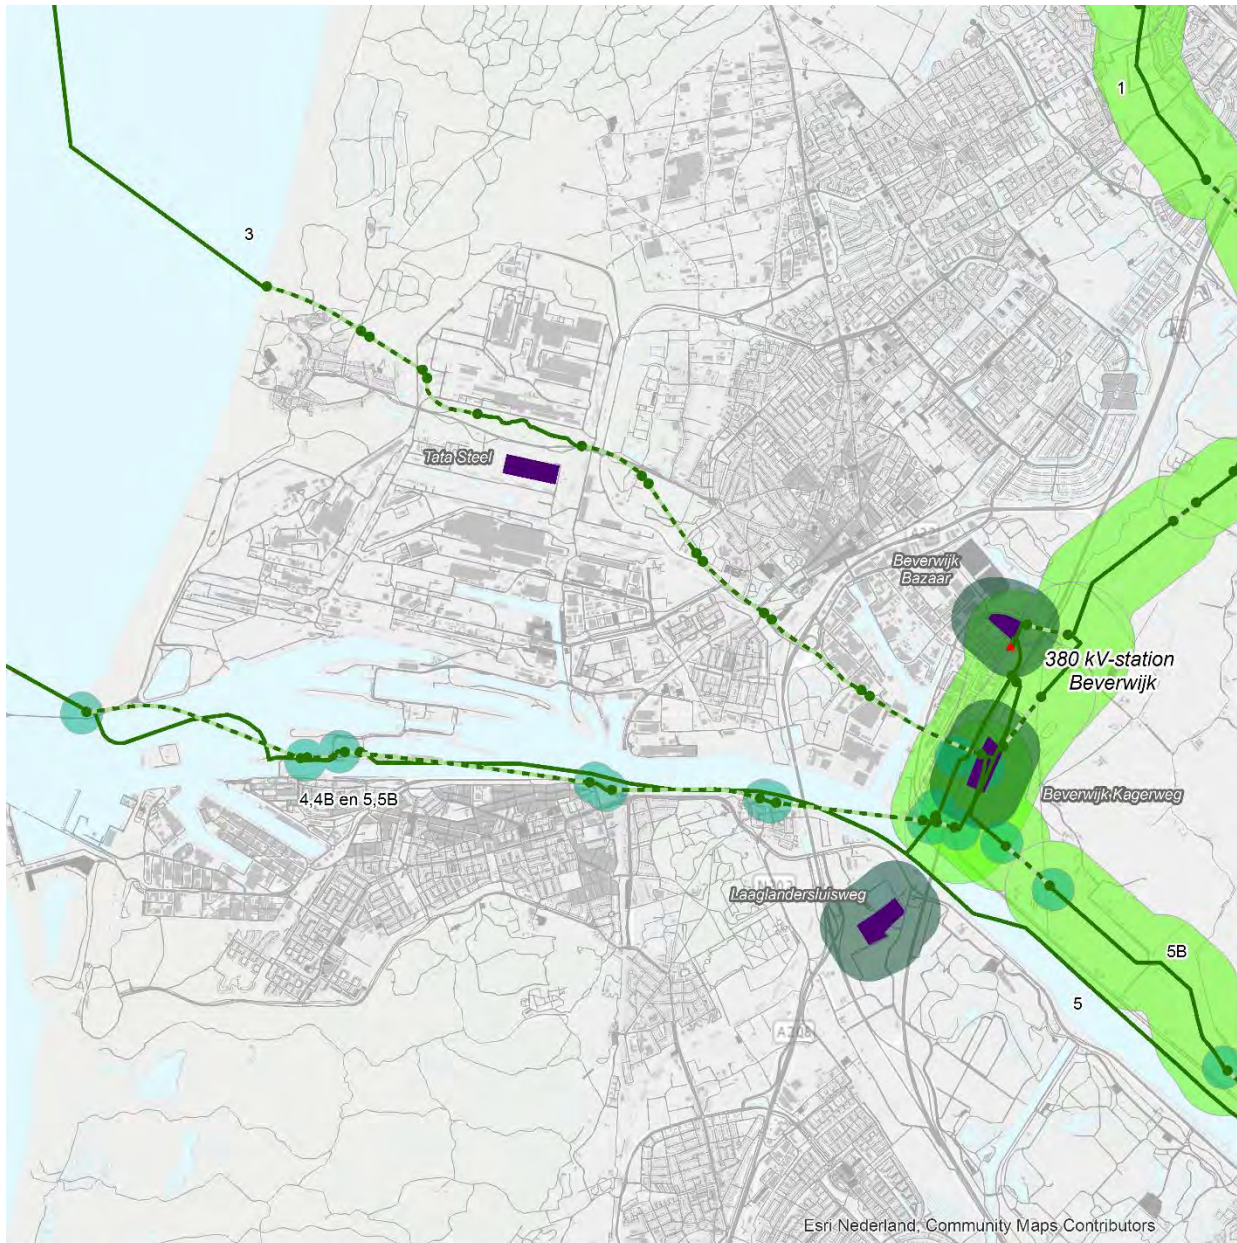 1
3
Tata Steel
Beverwijk
Bazaar
380 kV-station
Beverwijk
4,4B en 5,5B
Beverwijk Kagerweg
Laaglandersluisweg
5B
5
A208
Esri Nederland, Community Maps Contributors